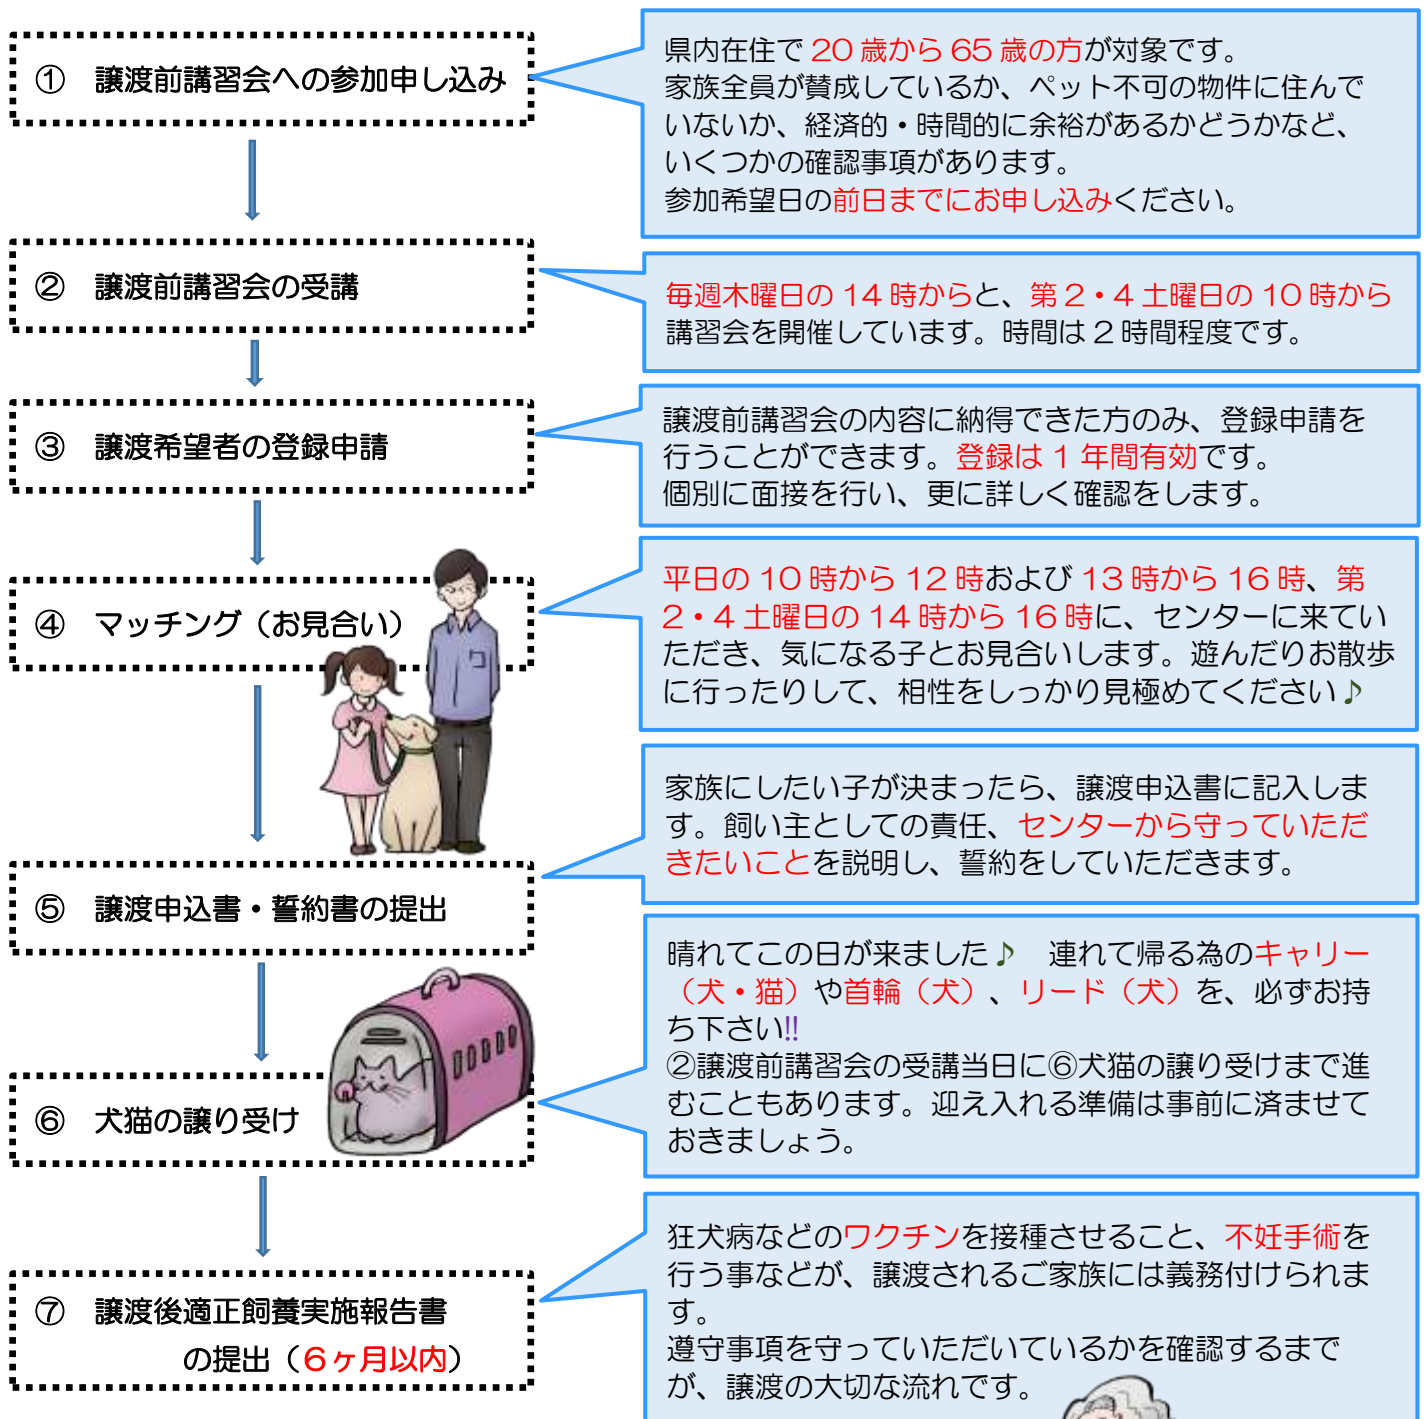 ① 譲渡前講習会への参加申し込み
県内在住で 20 歳から 65 歳の方が対象です。
家族全員が賛成しているか、ペット不可の物件に住んで
いないか、経済的・時間的に余裕があるかどうかなど、
いくつかの確認事項があります。
参加希望日の前日までにお申し込みください。
② 譲渡前講習会の受講
毎週木曜日の 14 時からと、第 2・4 土曜日の 10 時から
講習会を開催しています。時間は 2 時間程度です。
③ 譲渡希望者の登録申請
譲渡前講習会の内容に納得できた方のみ、登録申請を
行うことができます。登録は 1 年間有効です。
個別に面接を行い、更に詳しく確認をします。
④ マッチング（お見合い）
平日の 10 時から 12 時および 13 時から 16 時、第
2・4 土曜日の 14 時から 16 時に、センターに来てい
ただき、気になる子とお見合いします。遊んだりお散歩
に行ったりして、相性をしっかり見極めてください♪
⑤ 譲渡申込書・誓約書の提出
家族にしたい子が決まったら、譲渡申込書に記入しま
す。飼い主としての責任、センターから守っていただ
きたいことを説明し、誓約をしていただきます。
⑥ 犬猫の譲り受け
晴れてこの日が来ました♪　連れて帰る為のキャリー
（犬・猫）や首輪（犬）、リード（犬）を、必ずお持
ち下さい!!
②譲渡前講習会の受講当日に⑥犬猫の譲り受けまで進
むこともあります。迎え入れる準備は事前に済ませて
おきましょう。
⑦ 譲渡後適正飼養実施報告書
の提出（6ヶ月以内）
狂犬病などのワクチンを接種させること、不妊手術を
行う事などが、譲渡されるご家族には義務付けられま
す。
遵守事項を守っていただいているかを確認するまで
が、譲渡の大切な流れです。